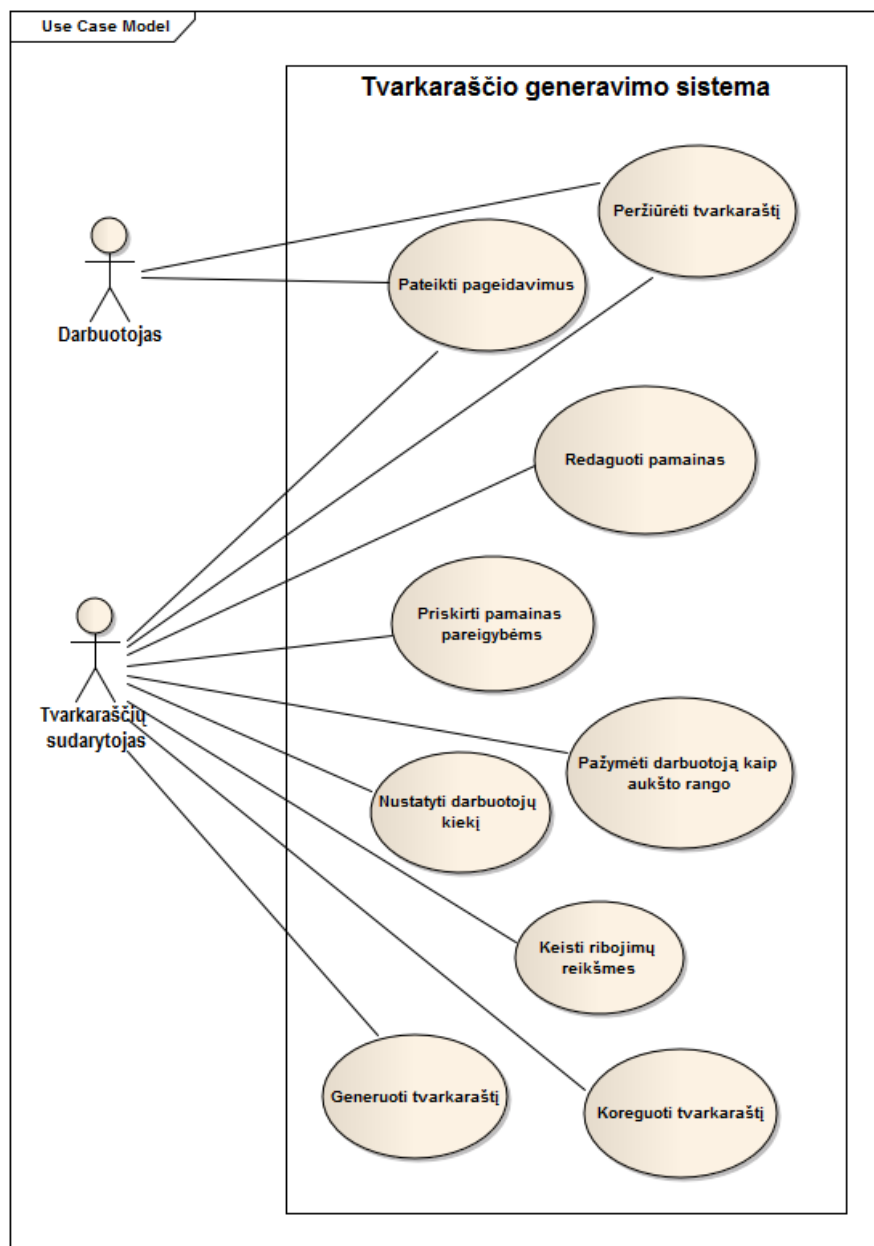 Use Case Model
Tvarkaraščio generavimo sistema
Peržiūrėti tvarkaraštį
Pateikti pageidavimus
Darbuotojas
Redaguoti pamainas
Priskirti pamainas
pareigybėms
Tvarkaraščių
sudarytojas
Pažymėti darbuotoją kaip
aukšto rango
Nustatyti darbuotojų
kiekį
Keisti ribojimų
reikšmes
Generuoti tvarkaraštį
Koreguoti tvarkaraštį